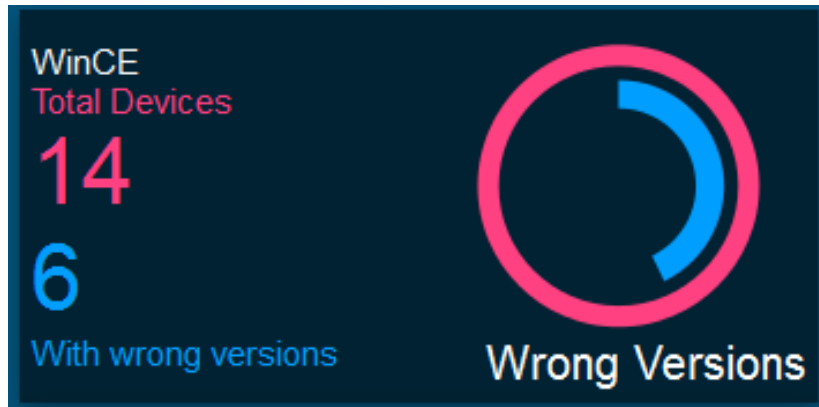 WinCE
Total Devices
14
6
With wrong versions
Wrong Versions